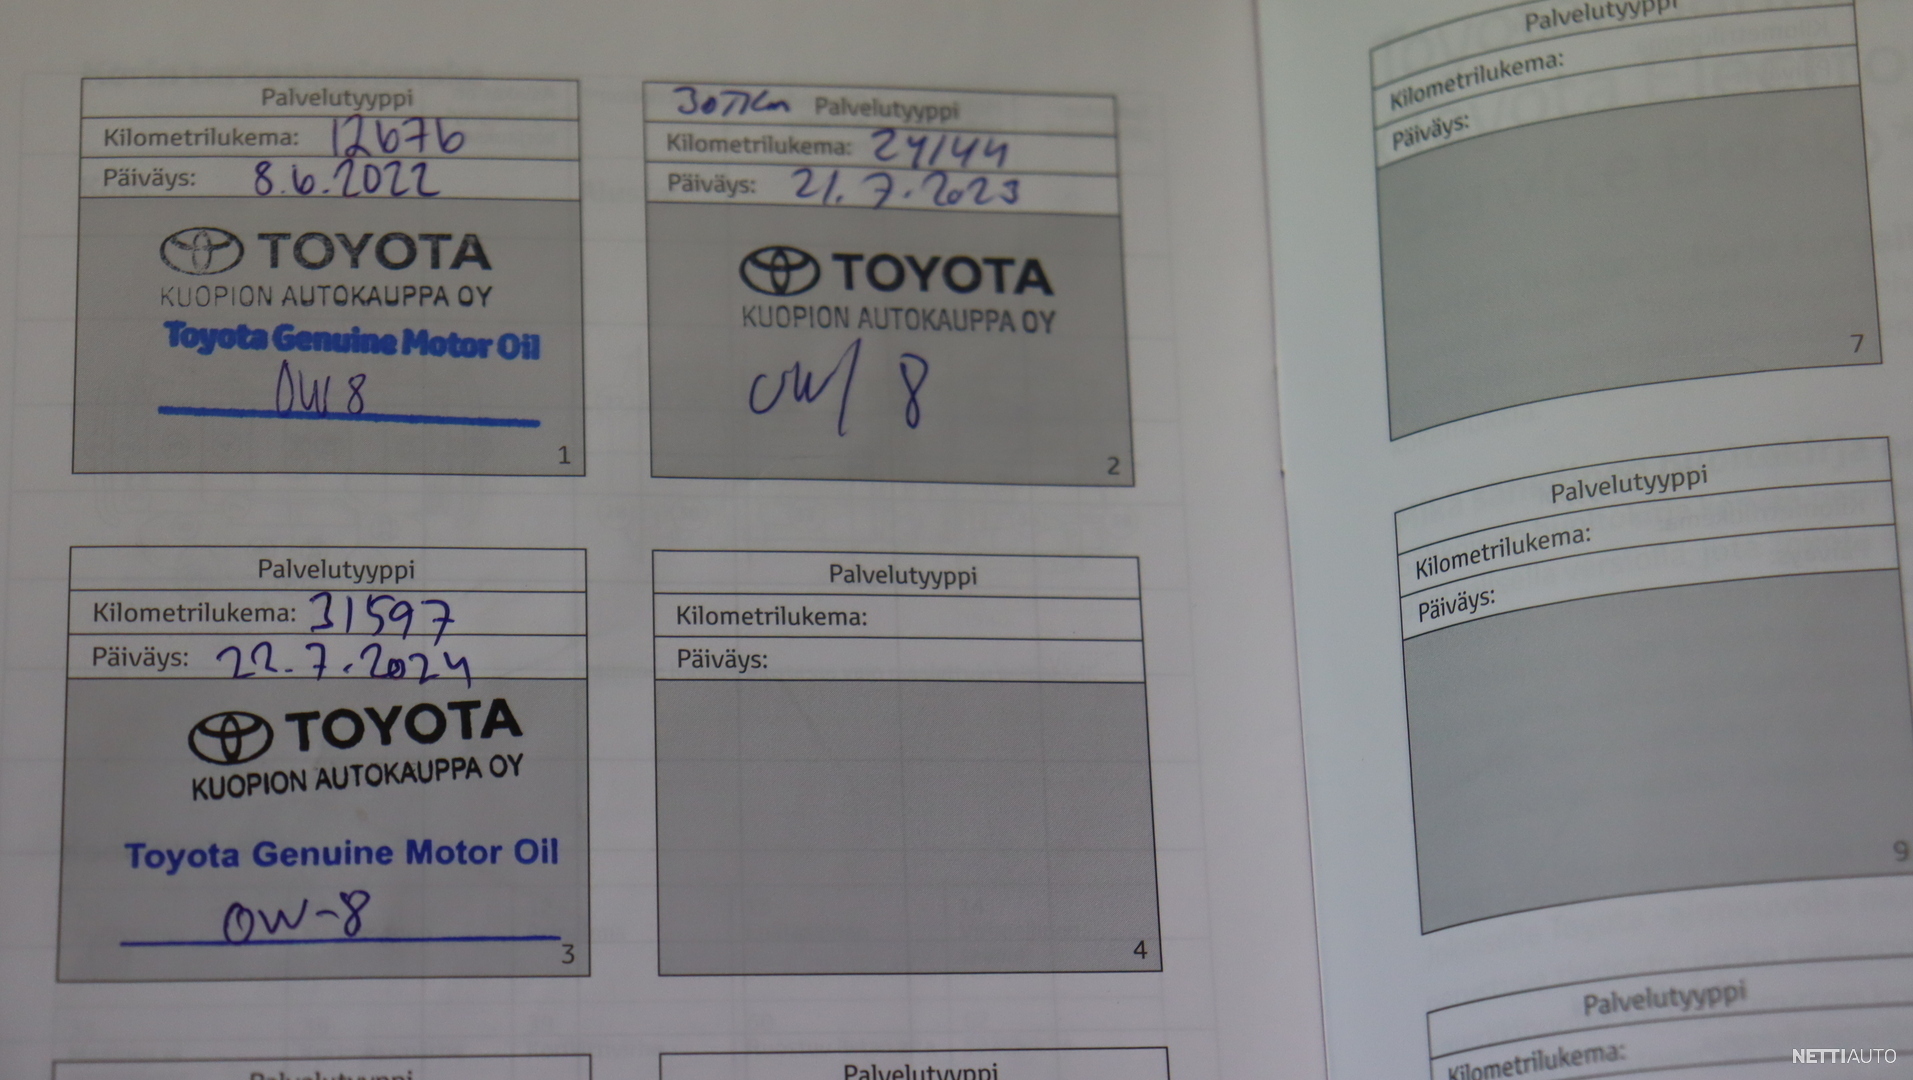 Palvelutyyppi
Kilometrilukema: 12676
Päiväys: 8.6.2022
TOYOTA
KUOPION AUTOKAUPPA OY
Toyota Genuine Motor Oil
0W8
1
30Tkm Palvelutyyppi
Kilometrilukema: 24144
Päiväys: 21.7.2023
TOYOTA
KUOPION AUTOKAUPPA OY
0W/ 8
2
Palvelutyyppi
Kilometrilukema: 31597
Päiväys: 22.7.2024
TOYOTA
KUOPION AUTOKAUPPA OY
Toyota Genuine Motor Oil
0W-8
3
Palvelutyyppi
Kilometrilukema:
Päiväys:
4
Palvelutyyppi
Palvelutyyppi
Palvelutyyppi
Kilometrilukema:
Päiväys:
7
Palvelutyyppi
Kilometrilukema:
Päiväys:
9
Palvelutyyppi
Kilometrilukema:
NETTIAUTO